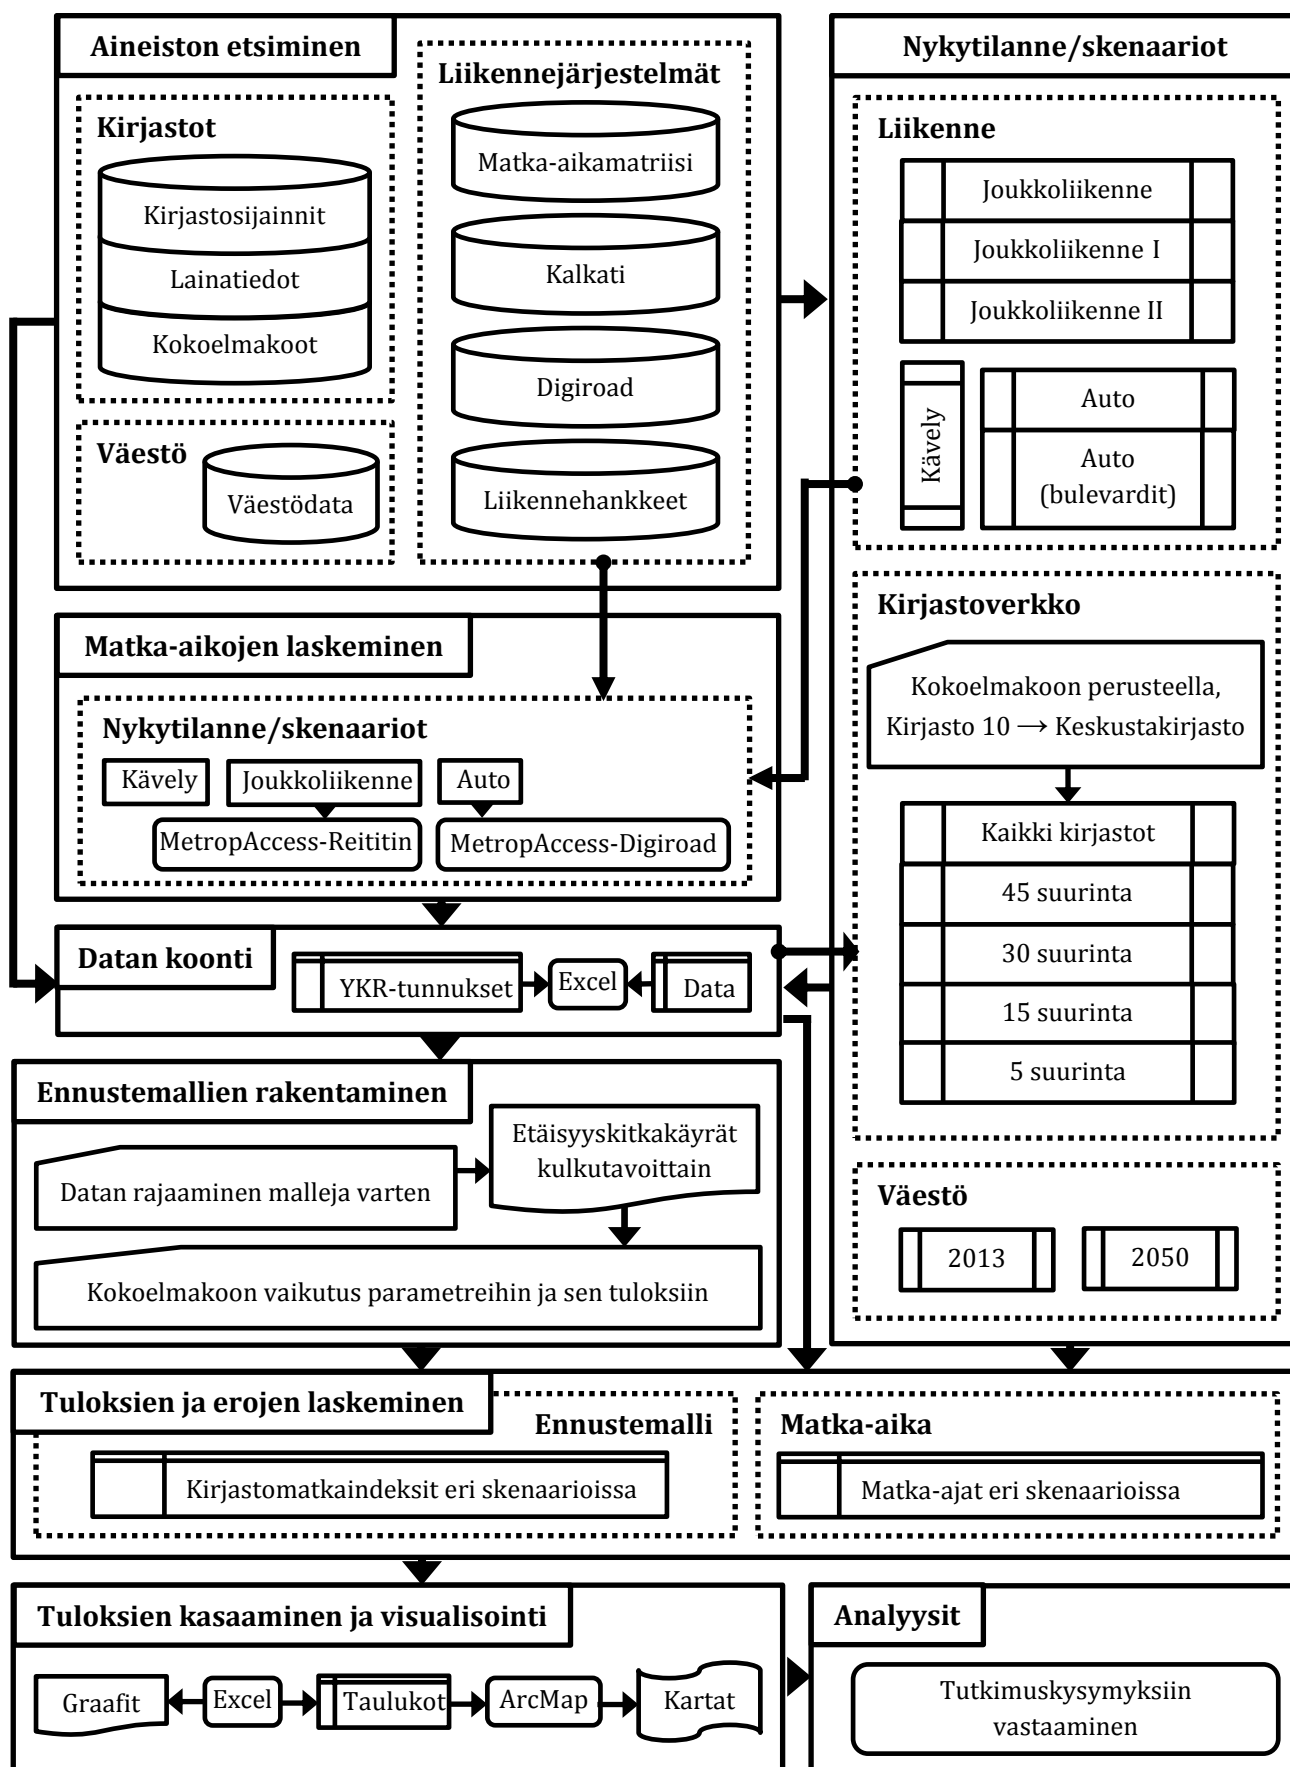 Aineiston etsiminen
Kirjastot
Kirjastosijainnit
Lainatiedot
Kokoelmakoot
Väestö
Väestödata
Liikennejärjestelmät
Matka-aikamatriisi
Kalkati
Digiroad
Liikennehankkeet
Nykytilanne/skenaariot
Liikenne
Joukkoliikenne
Joukkoliikenne I
Joukkoliikenne II
Kävely
Auto
Auto
(bulevardit)
Kirjastoverkko
Kokoelmakoon perusteella,
Kirjasto 10 → Keskustakirjasto
Kaikki kirjastot
45 suurinta
30 suurinta
15 suurinta
5 suurinta
Väestö
2013
2050
Matka-aikojen laskeminen
Nykytilanne/skenaariot
Kävely
Joukkoliikenne
Auto
MetropAccess-Reititin
MetropAccess-Digiroad
Datan koonti
YKR-tunnukset
Excel
Data
Ennustemallien rakentaminen
Datan rajaaminen malleja varten
Etäisyyskitkakäyrät
kulkutavoittain
Kokoelmakoon vaikutus parametreihin ja sen tuloksiin
Tuloksien ja erojen laskeminen
Ennustemalli
Kirjastomatkaindeksit eri skenaarioissa
Matka-aika
Matka-ajat eri skenaarioissa
Tuloksien kasaaminen ja visualisointi
Graafit
Excel
Taulukot
ArcMap
Kartat
Analyysit
Tutkimuskysymyksiin
vastaaminen